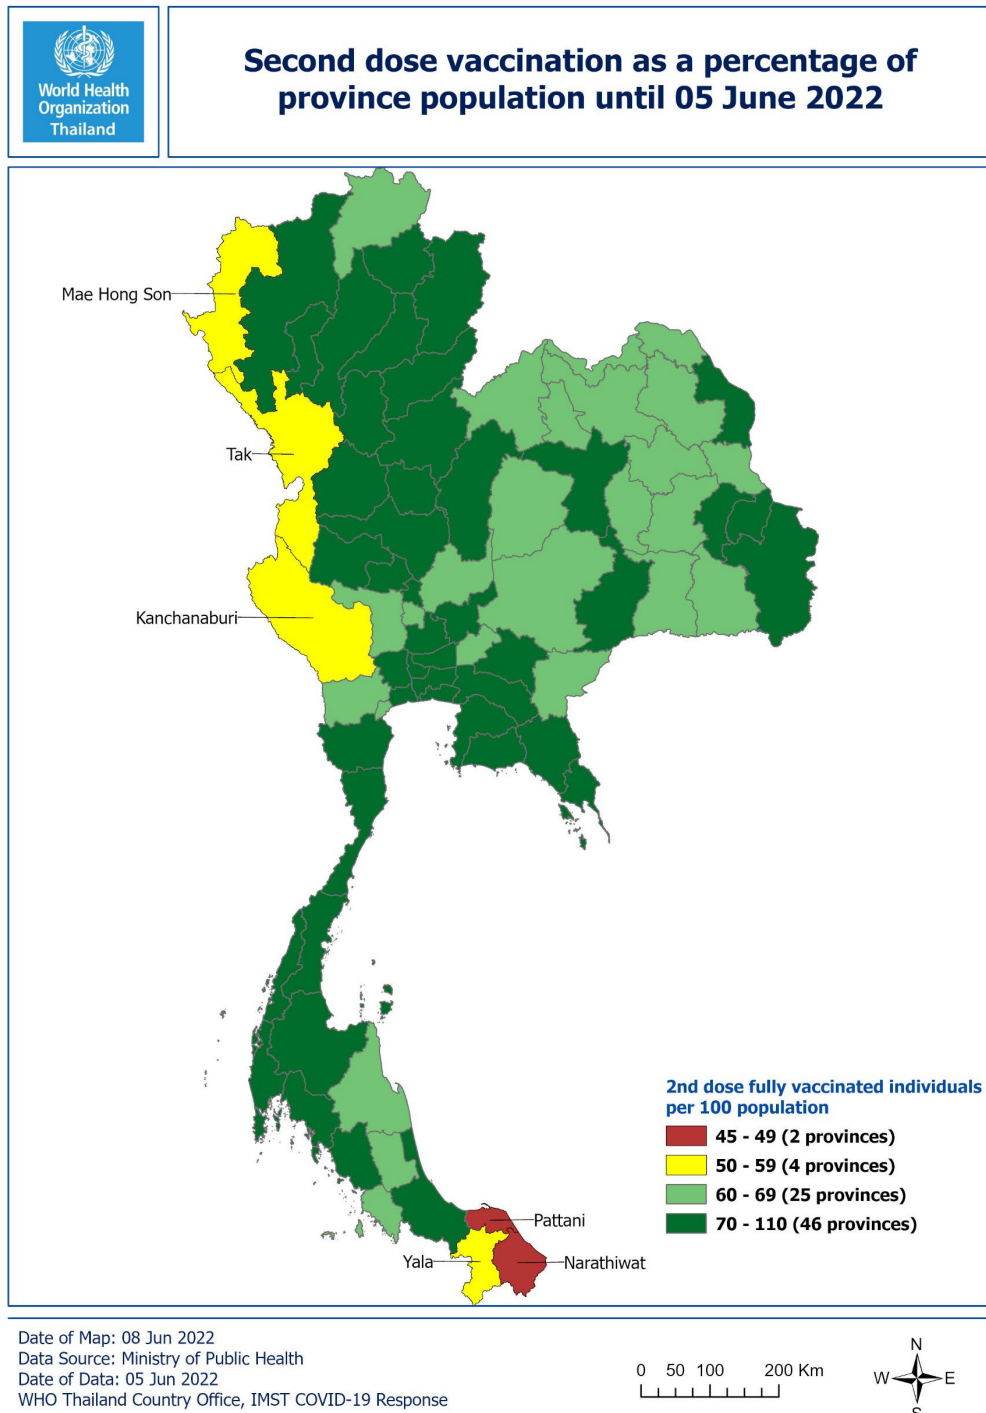 World Health
Organization
Thailand
Second dose vaccination as a percentage of
province population until 05 June 2022
Mae Hong Son
Tak
Kanchanaburi
2nd dose fully vaccinated individuals
per 100 population
45 - 49 (2 provinces)
50 - 59 (4 provinces)
60 - 69 (25 provinces)
70 - 110 (46 provinces)
Pattani
Yala
Narathiwat
Date of Map: 08 Jun 2022
Data Source: Ministry of Public Health
Date of Data: 05 Jun 2022
WHO Thailand Country Office, IMST COVID-19 Response
0 50 100 200 Km
N
W E
S